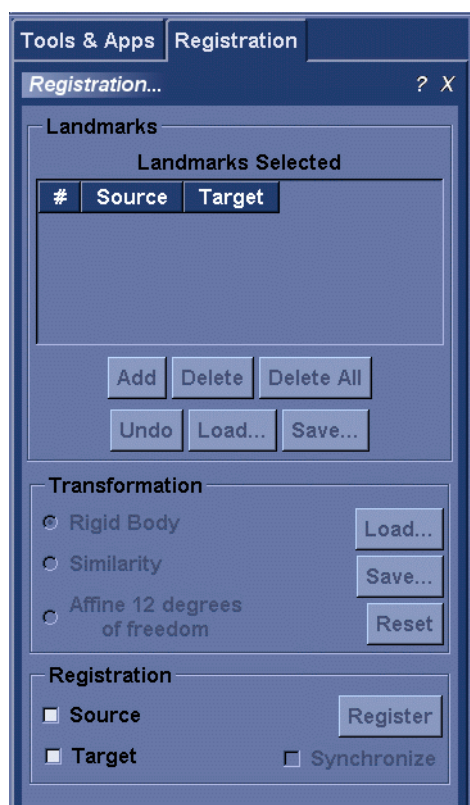 Tools & Apps Registration
Registration... ? X
Landmarks
Landmarks Selected
# Source Target
Add Delete Delete All
Undo Load... Save...
Transformation
Rigid Body Load...
Similarity Save...
Affine 12 degrees
of freedom Reset
Registration
Source Register
Target Synchronize